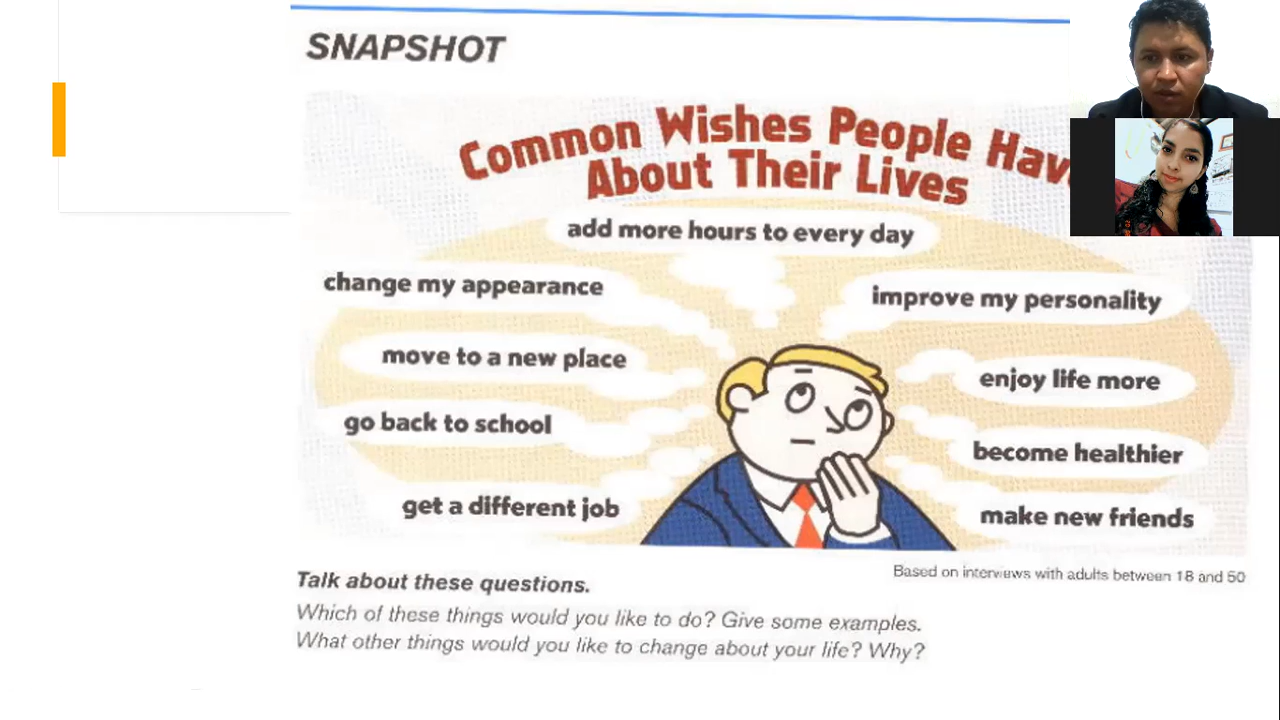 SNAPSHOT
Common Wishes People Hav
About Their Lives
add more hours to every day
change my appearance
improve my personality
move to a new place
enjoy life more
go back to school
become healthier
get a different job
make new friends
Based on interviews with adults between 18 and 50
Talk about these questions.
Which of these things would you like to do? Give some examples.
What other things would you like to change about your life? Why?